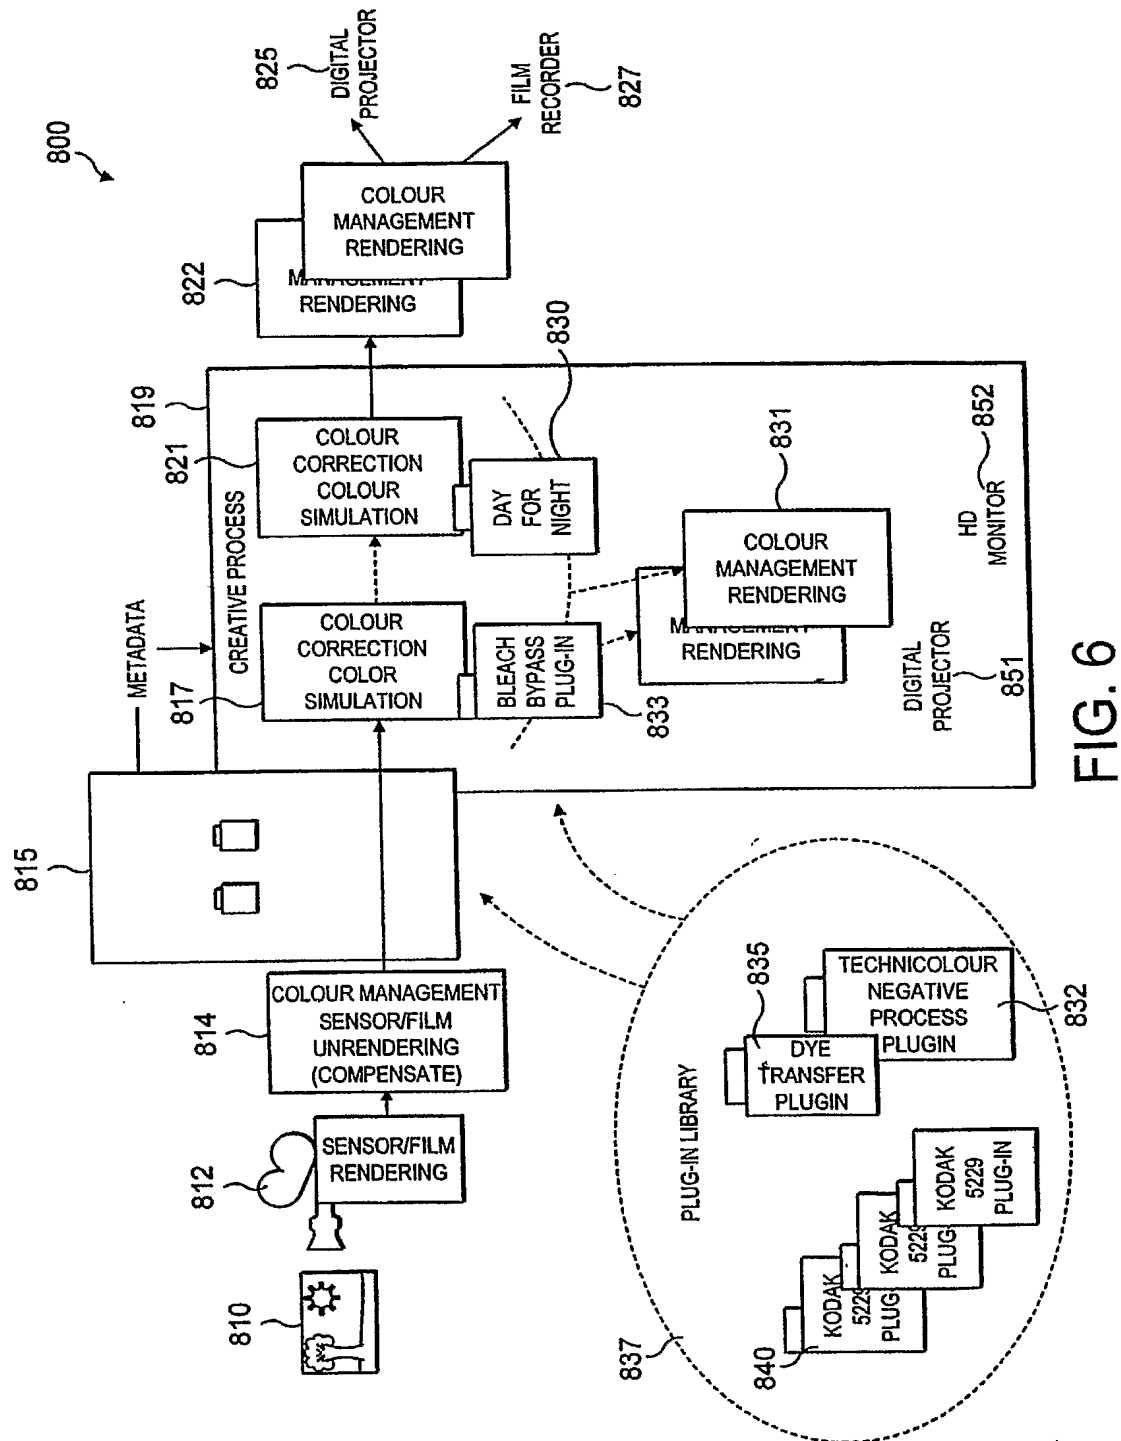 800
825
DIGITAL
PROJECTOR
FILM
RECORDER
827
822
COLOUR
MANAGEMENT
RENDERING
MANAGEMENT
RENDERING
819
CREATIVE PROCESS
METADATA
821
COLOUR
CORRECTION
COLOUR
SIMULATION
830
DAY
FOR
NIGHT
817
COLOUR
CORRECTION
COLOR
SIMULATION
BLEACH
BYPASS
PLUG-IN
833
831
COLOUR
MANAGEMENT
RENDERING
MANAGEMENT
RENDERING
HD
MONITOR
852
DIGITAL
PROJECTOR
851
815
814
COLOUR MANAGEMENT
SENSOR/FILM
UNRENDERING
(COMPENSATE)
812
SENSOR/FILM
RENDERING
810
837
PLUG-IN LIBRARY
835
DYE
TRANSFER
PLUGIN
TECHNICOLOUR
NEGATIVE
PROCESS
PLUGIN
832
840
KODAK
5229
PLUG-
KODAK
5229
PLUG-
KODAK
5229
PLUG-IN
FIG. 6